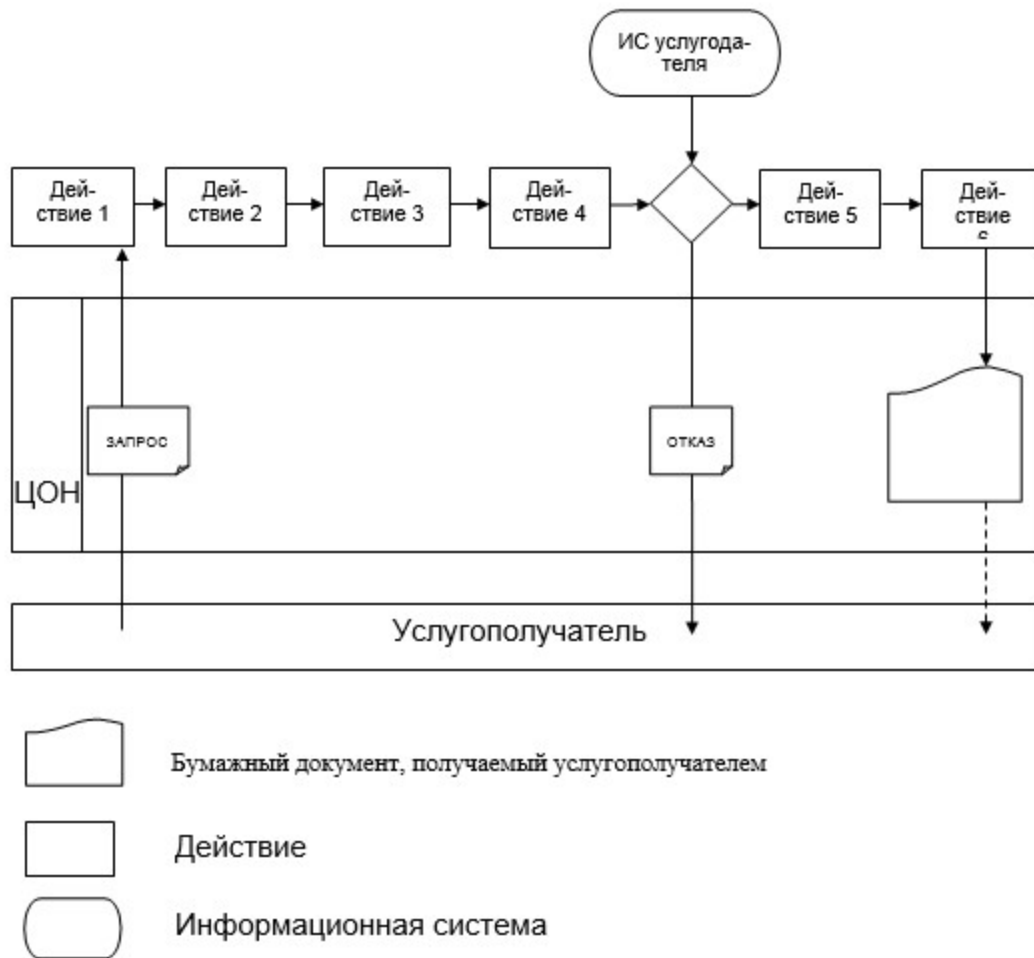 ИС услугода-
теля
Дей-
ствие 1
Дей-
ствие 2
Дей-
ствие 3
Дей-
ствие 4
Дей-
ствие 5
Дей-
ствие
ЗАПРОС
ОТКАЗ
ЦОН
Услугополучатель
Бумажный документ, получаемый услугополучателем
Действие
Информационная система